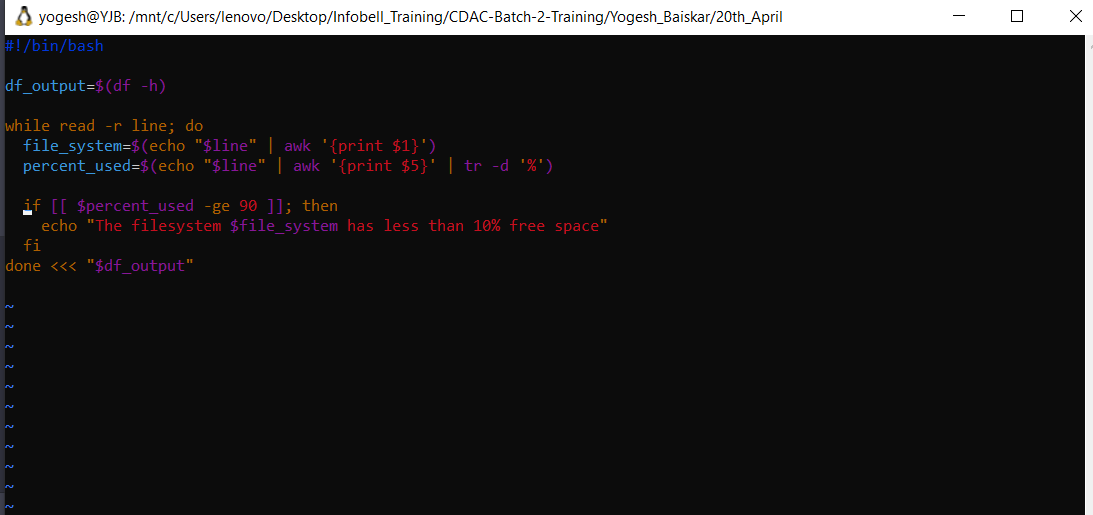 yogesh@YJB: /mnt/c/Users/lenovo/Desktop/Infobell_Training/CDAC-Batch-2-Training/Yogesh_Baiskar/20th_April
#!/bin/bash
df_output=$(df -h)
while read -r line; do
  file_system=$(echo "$line" | awk '{print $1}')
  percent_used=$(echo "$line" | awk '{print $5}' | tr -d '%')
  if [[ $percent_used -ge 90 ]]; then
    echo "The filesystem $file_system has less than 10% free space"
  fi
done <<< "$df_output"
~
~
~
~
~
~
~
~
~
~
~